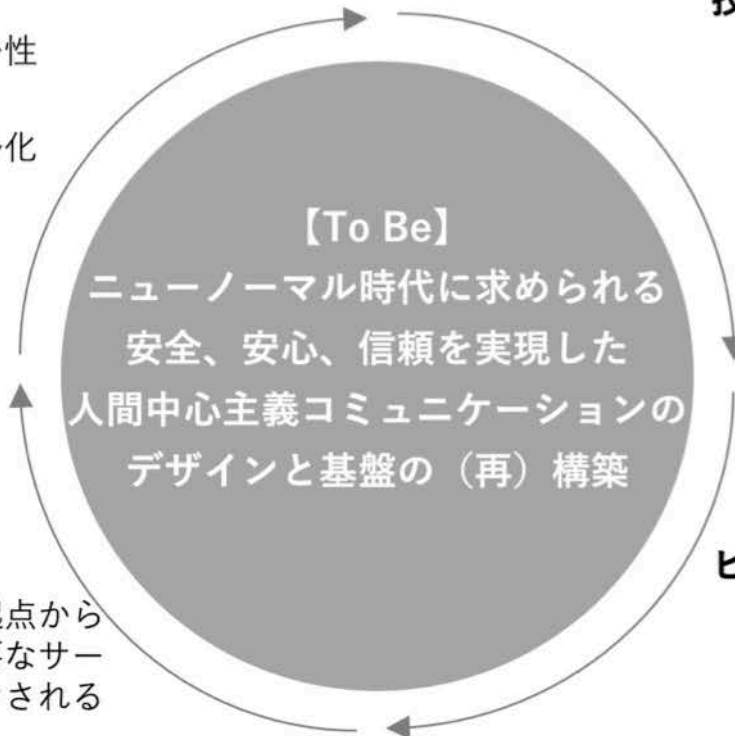 性
化
【To Be】
ニューノーマル時代に求められる
安全、安心、信頼を実現した
人間中心主義コミュニケーションの
デザインと基盤の（再）構築
点から
なサー
される